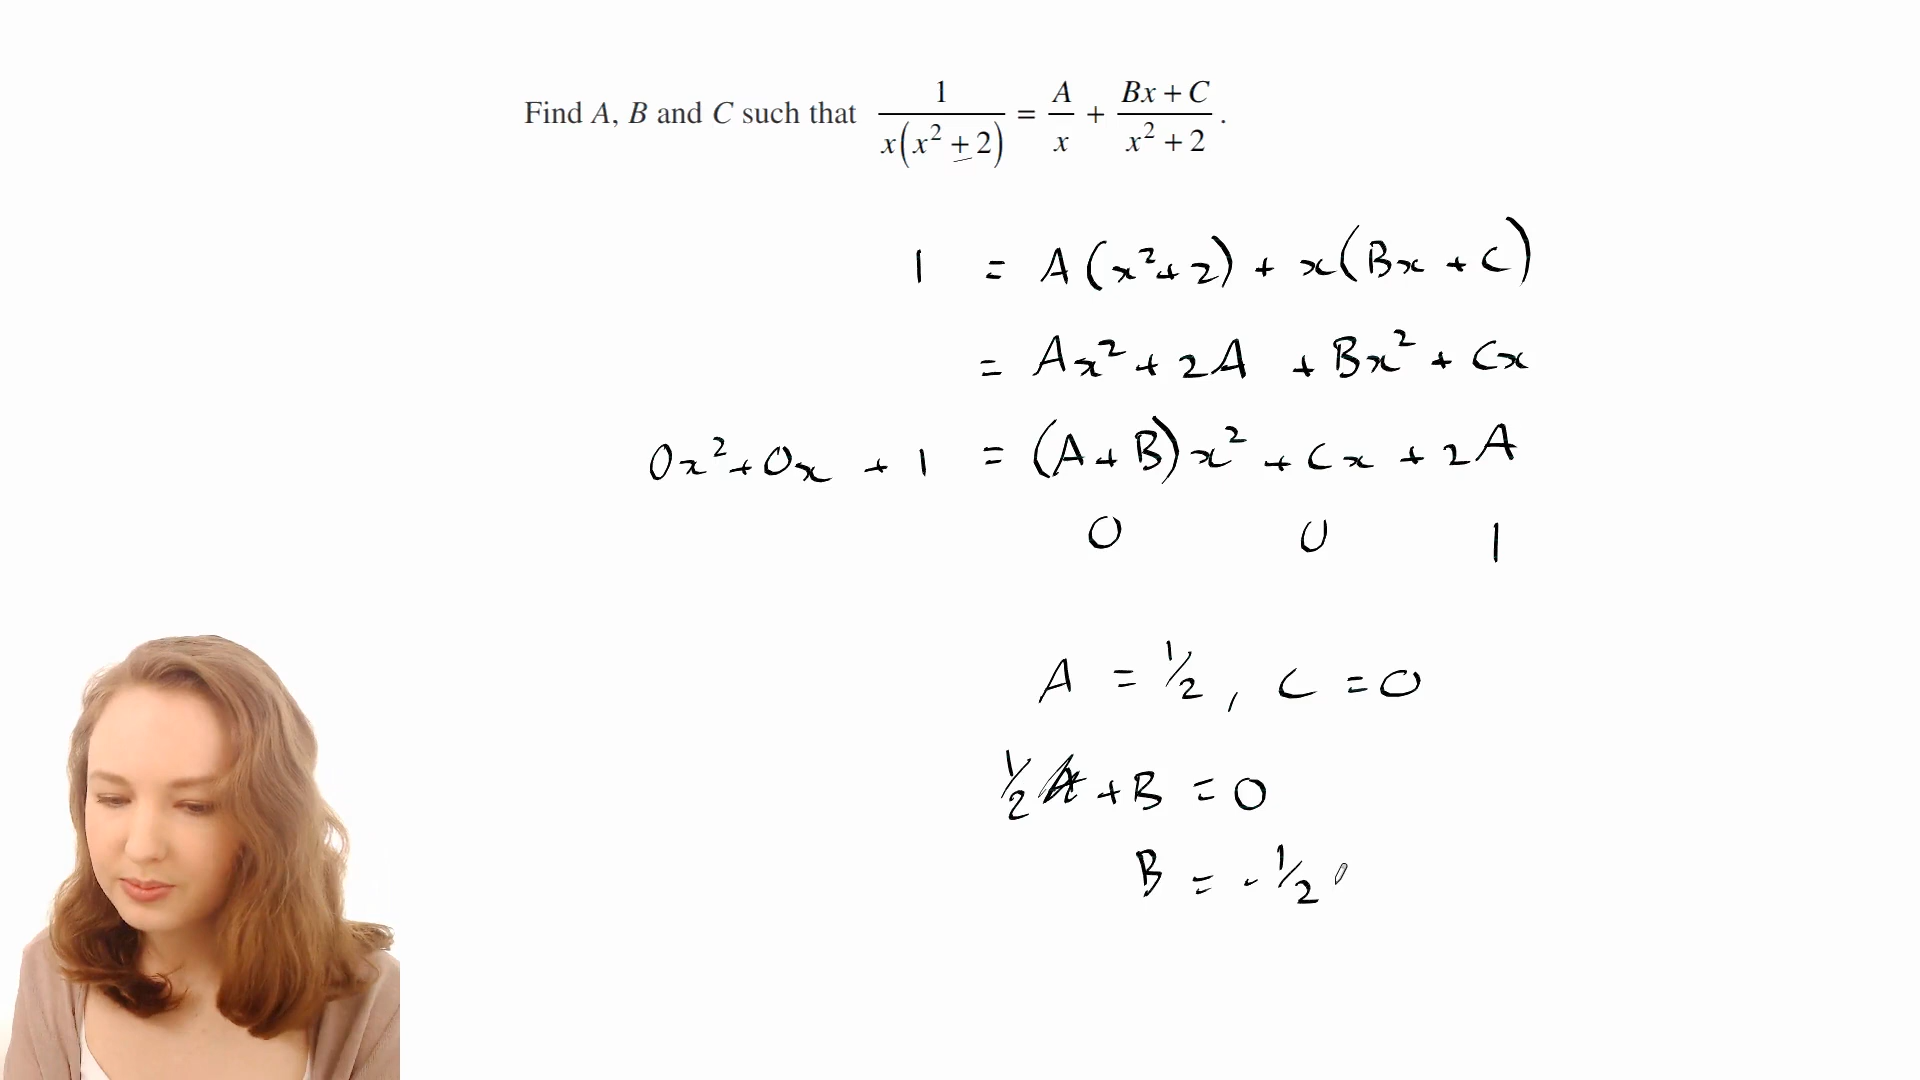 Find A, B and C such that 1/(x(x² + 2)) = A/x + (Bx + C)/(x² + 2).
1 = A(x²+2) + x(Bx + C)
= Ax² + 2A + Bx² + Cx
0x² + 0x + 1 = (A+B)x² + Cx + 2A
0 0 1
A = 1/2, C = 0
1/2 A + B = 0
B = - 1/2